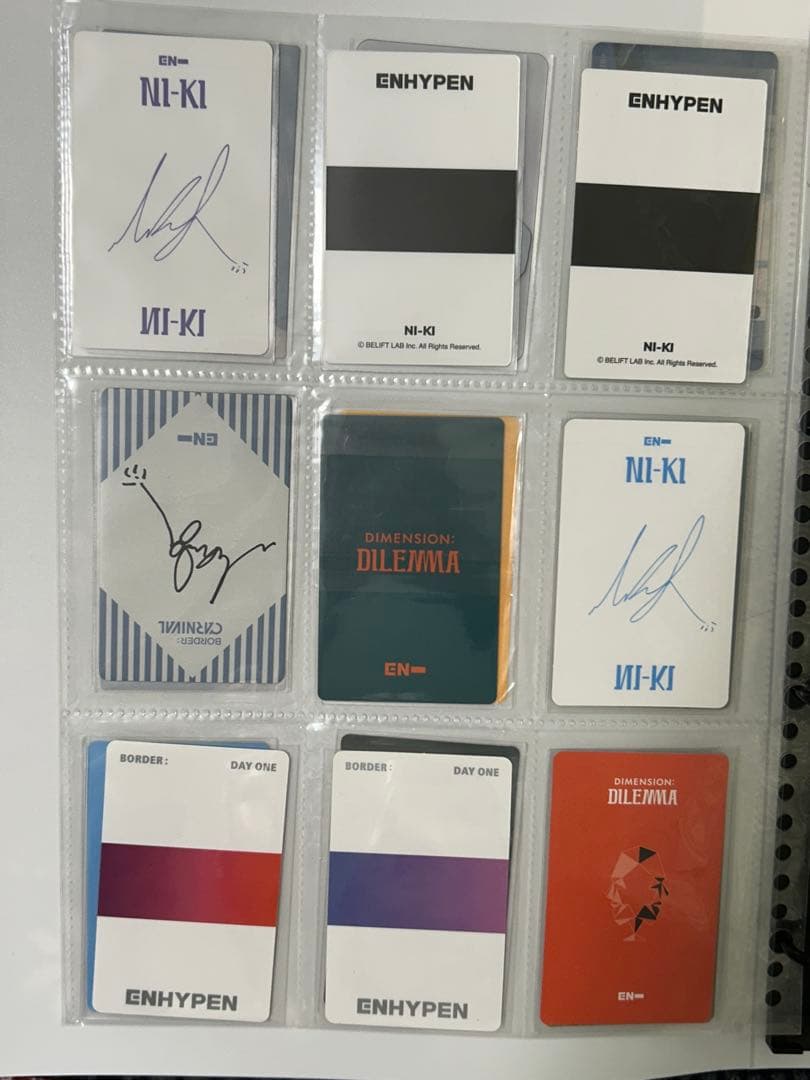 EN-
NI-KI
NI-KI
ENHYPEN
NI-KI
© BELIFT LAB Inc. All Rights Reserved.
ENHYPEN
NI-KI
© BELIFT LAB Inc. All Rights Reserved.
EN-
BORDER:
CARNIVAL
DIMENSION:
DILEMMA
EN-
EN-
NI-KI
NI-KI
BORDER: DAY ONE
ENHYPEN
BORDER: DAY ONE
ENHYPEN
DIMENSION:
DILEMMA
EN-